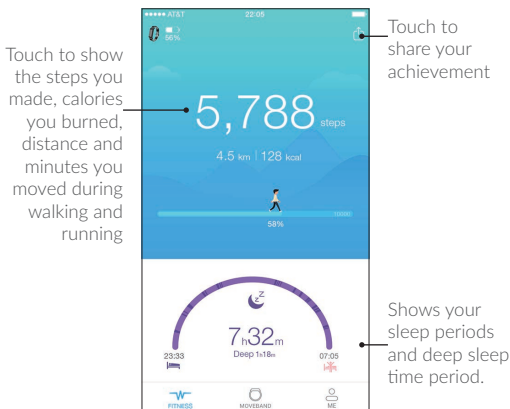 AT&T 22:05
56%
Touch to
share your
achievement
Touch to show
the steps you
made, calories
you burned,
distance and
minutes you
moved during
walking and
running
5,788 steps
4.5 km | 128 kcal
10000
58%
7h32m
Deep 1h18m
23:33
07:05
Shows your
sleep periods
and deep sleep
time period.
FITNESS MOVEBAND ME